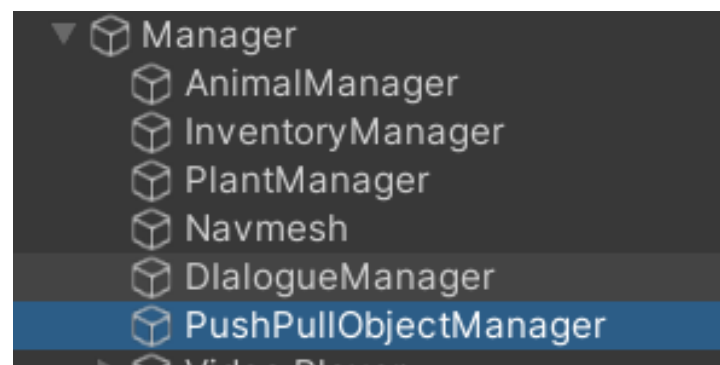 Manager
AnimalManager
InventoryManager
PlantManager
Navmesh
DIalogueManager
PushPullObjectManager